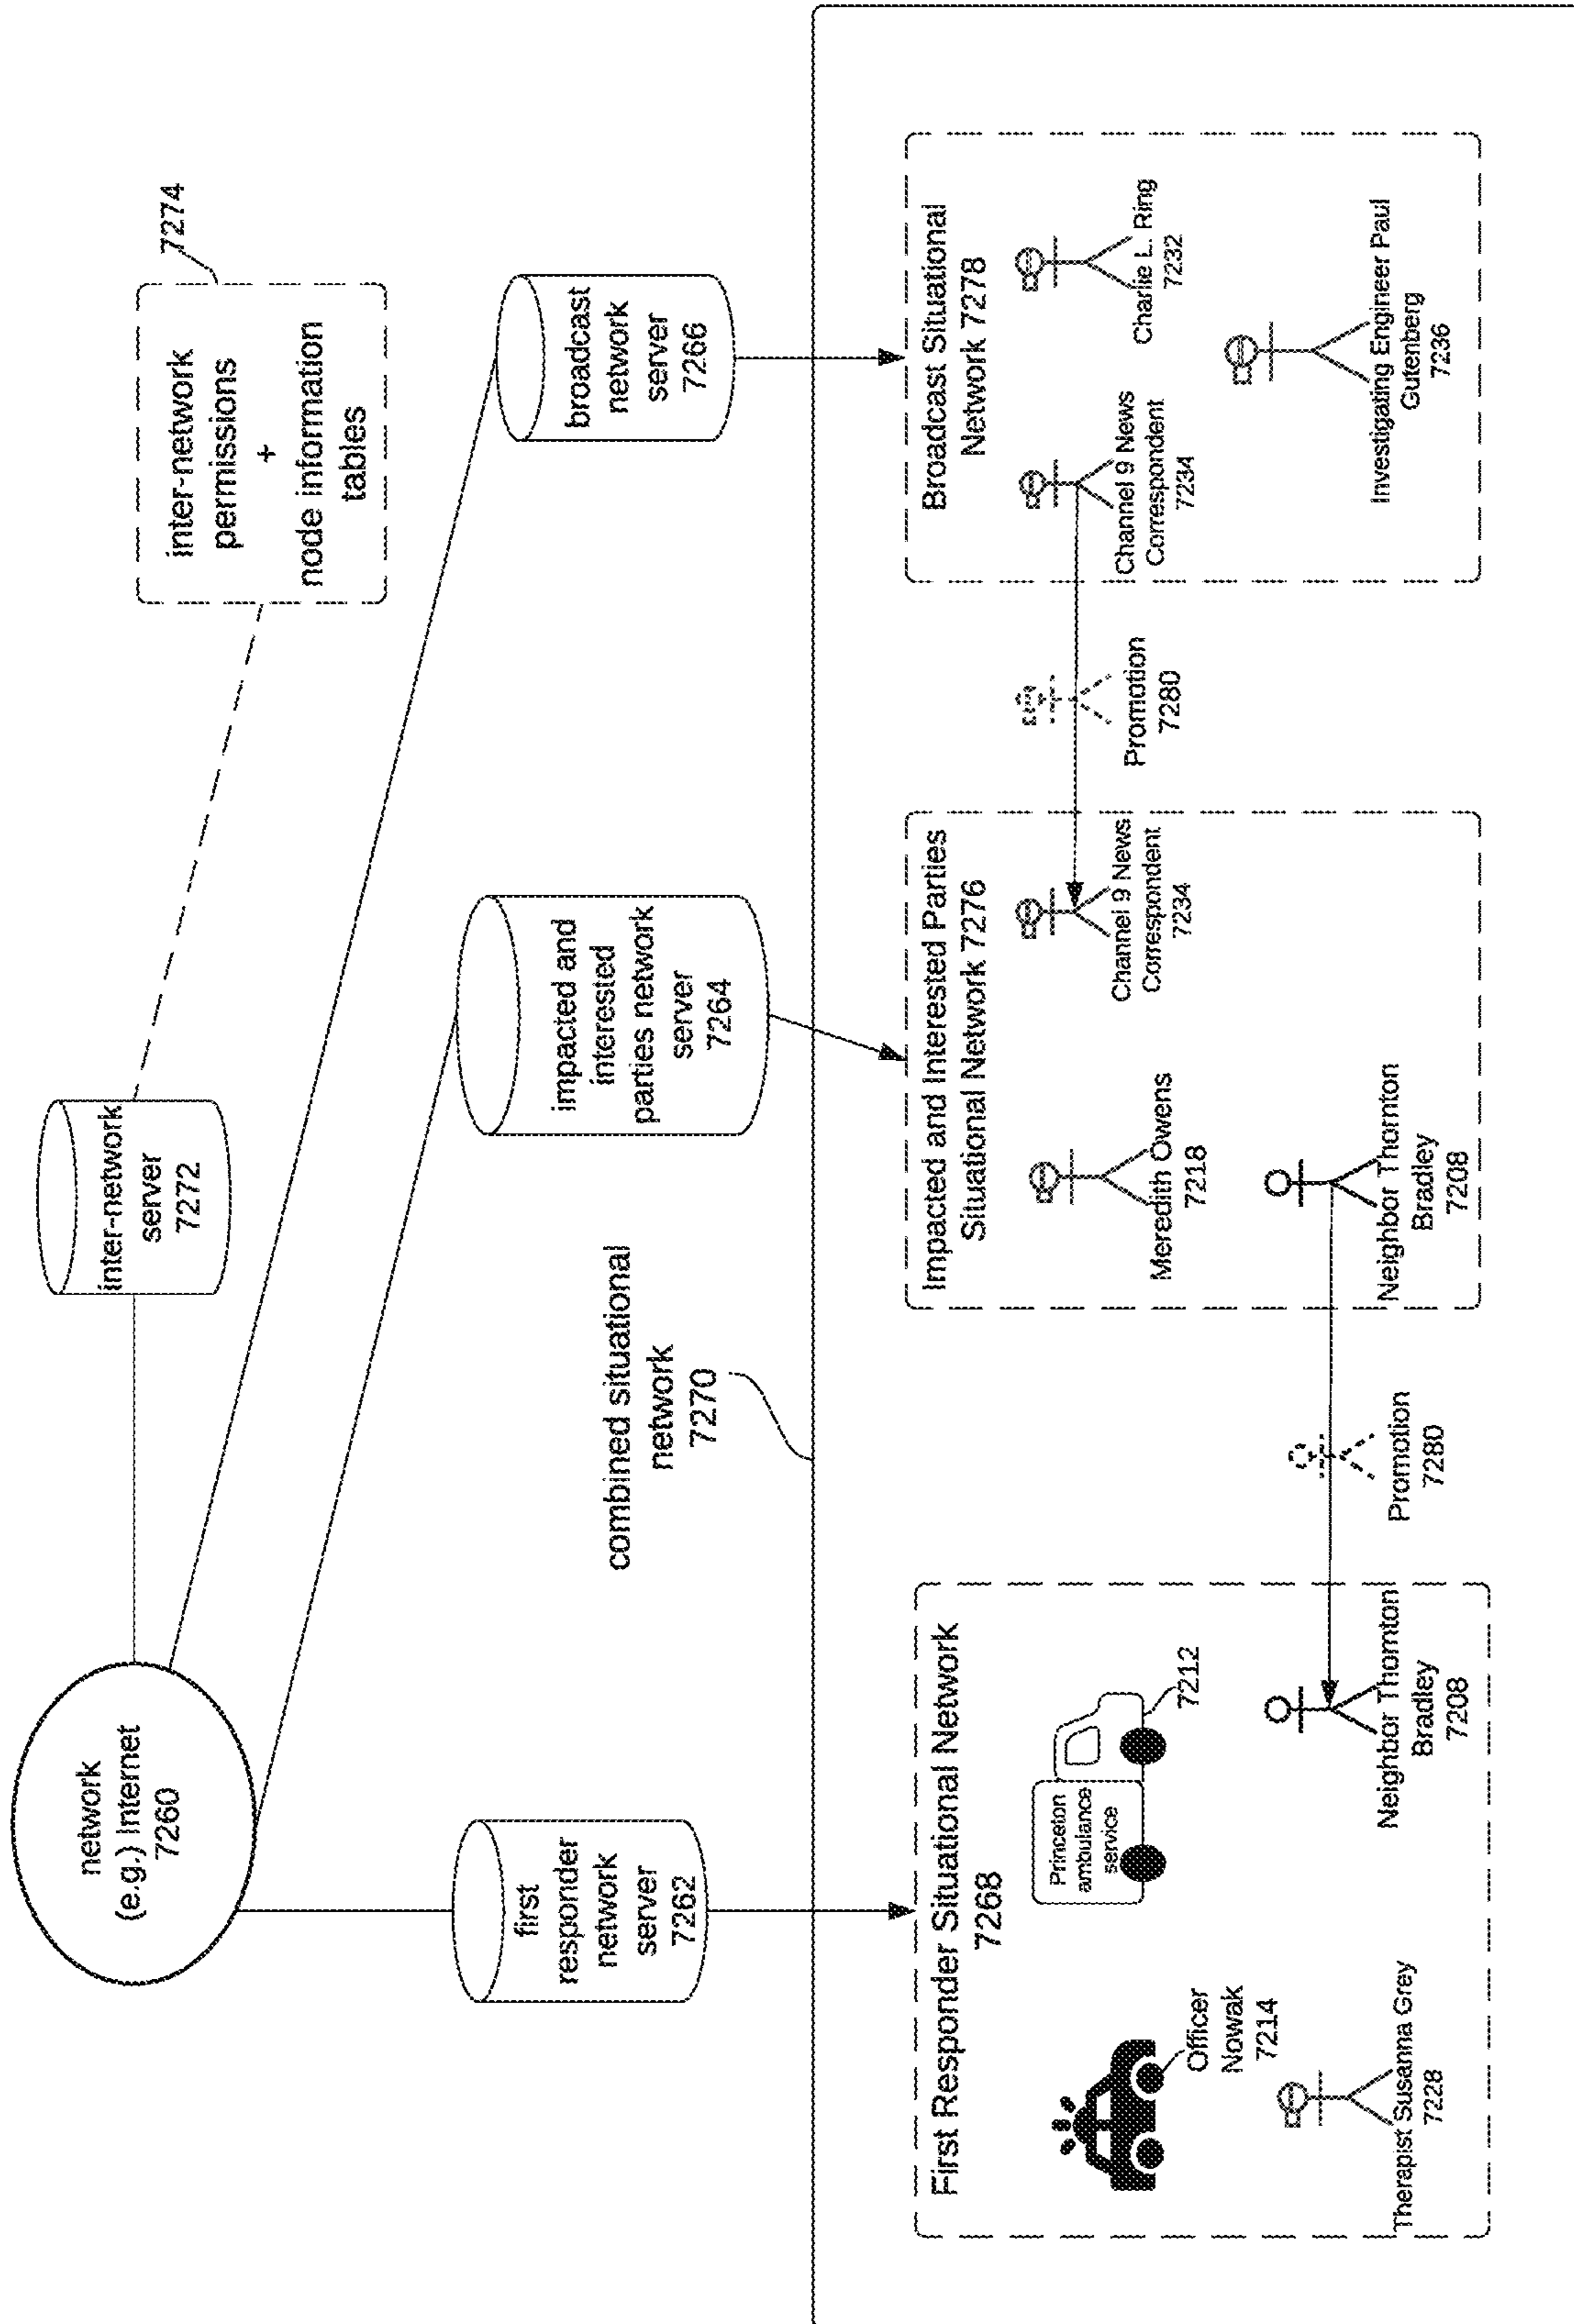 network
(e.g.) Internet
7260
inter-network
server
7272
7274
inter-network
permissions
+
node information
tables
first
responder
network
server
7262
impacted and
interested
parties network
server
7264
broadcast
network
server
7266
combined situational
network
7270
First Responder Situational Network
7268
Officer
Nowak
7214
Princeton
ambulance
service
7212
Therapist Susanna Grey
7228
Neighbor Thornton
Bradley
7208
Promotion
7280
Impacted and Interested Parties
Situational Network 7276
Meredith Owens
7218
Channel 9 News
Correspondent
7234
Neighbor Thornton
Bradley
7208
Promotion
7280
Broadcast Situational
Network 7278
Channel 9 News
Correspondent
7234
Charlie L. Ring
7232
Investigating Engineer Paul
Gutenberg
7236